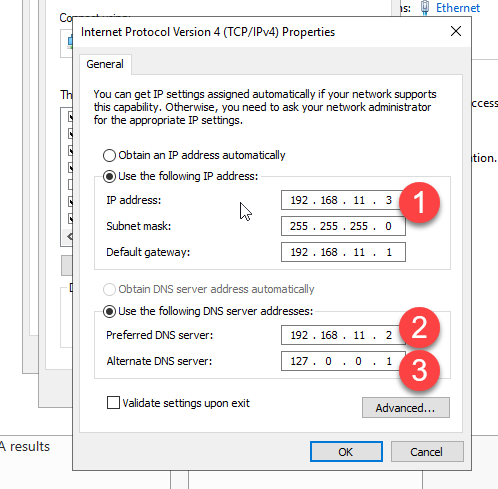 Connect using:
ns:
Ethernet
Internet Protocol Version 4 (TCP/IPv4) Properties
General
You can get IP settings assigned automatically if your network supports
this capability. Otherwise, you need to ask your network administrator
for the appropriate IP settings.
Obtain an IP address automatically
Use the following IP address:
IP address: 192 . 168 . 11 . 3 1
Subnet mask: 255 . 255 . 255 . 0
Default gateway: 192 . 168 . 11 . 1
Obtain DNS server address automatically
Use the following DNS server addresses:
Preferred DNS server: 192 . 168 . 11 . 2 2
Alternate DNS server: 127 . 0 . 0 . 1 3
Validate settings upon exit
Advanced...
OK Cancel
Th
ccess
tion.
D
A results